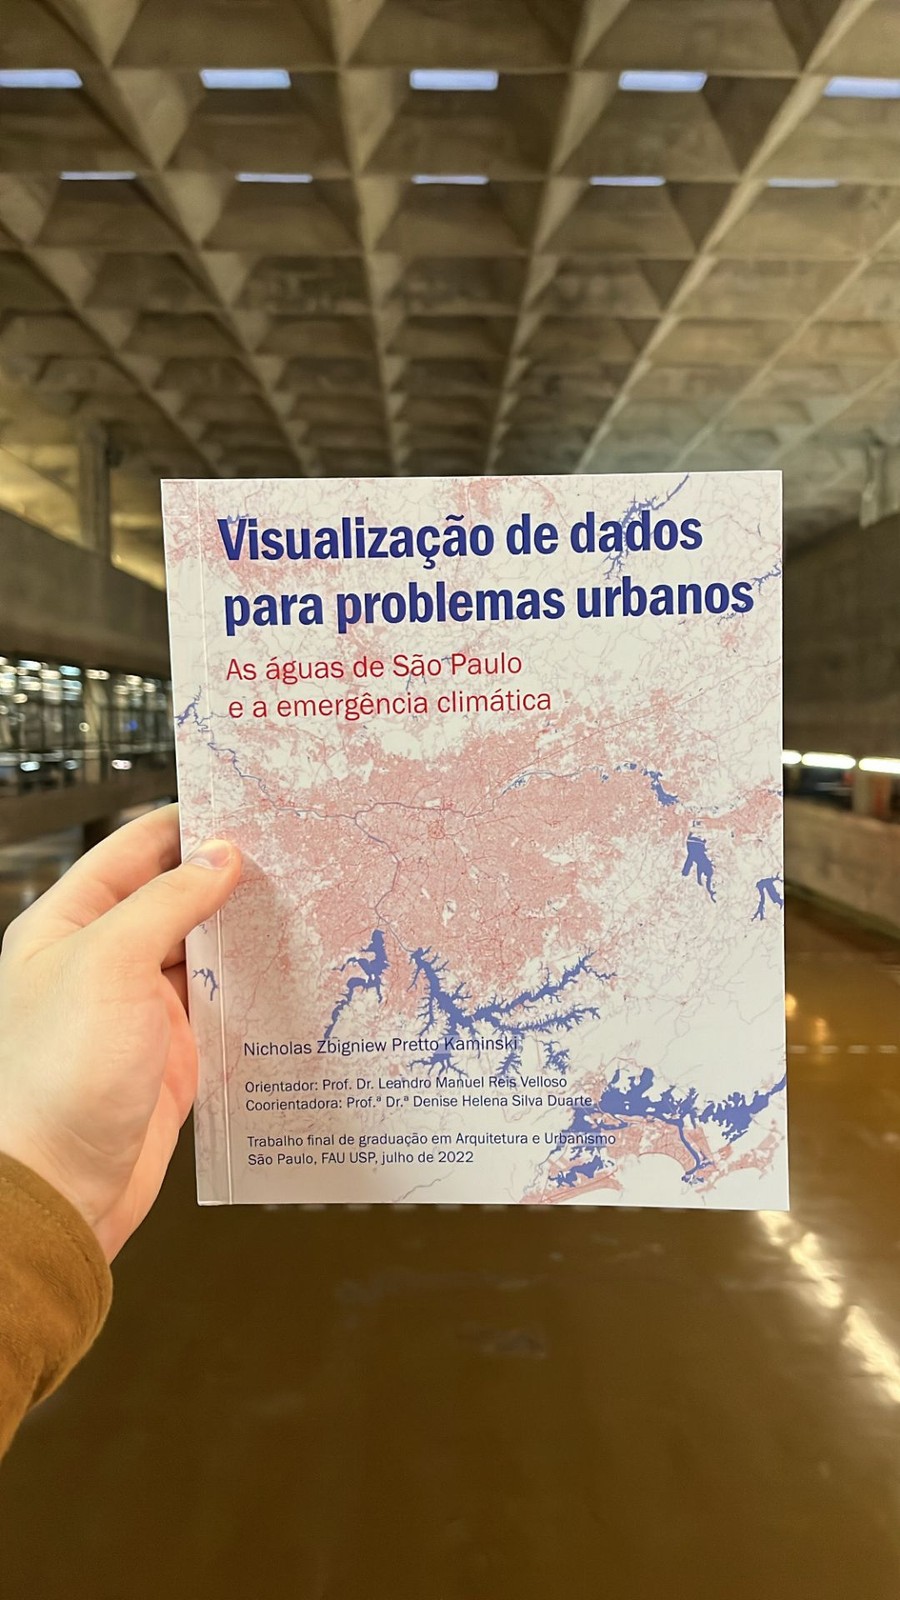 Visualização de dados
para problemas urbanos
As águas de São Paulo
e a emergência climática
Nicholas Zbigniew Pretto Kaminski
Orientador: Prof. Dr. Leandro Manuel Reis Velloso
Coorientadora: Prof.ª Dr.ª Denise Helena Silva Duarte
Trabalho final de graduação em Arquitetura e Urbanismo
São Paulo, FAU USP, julho de 2022